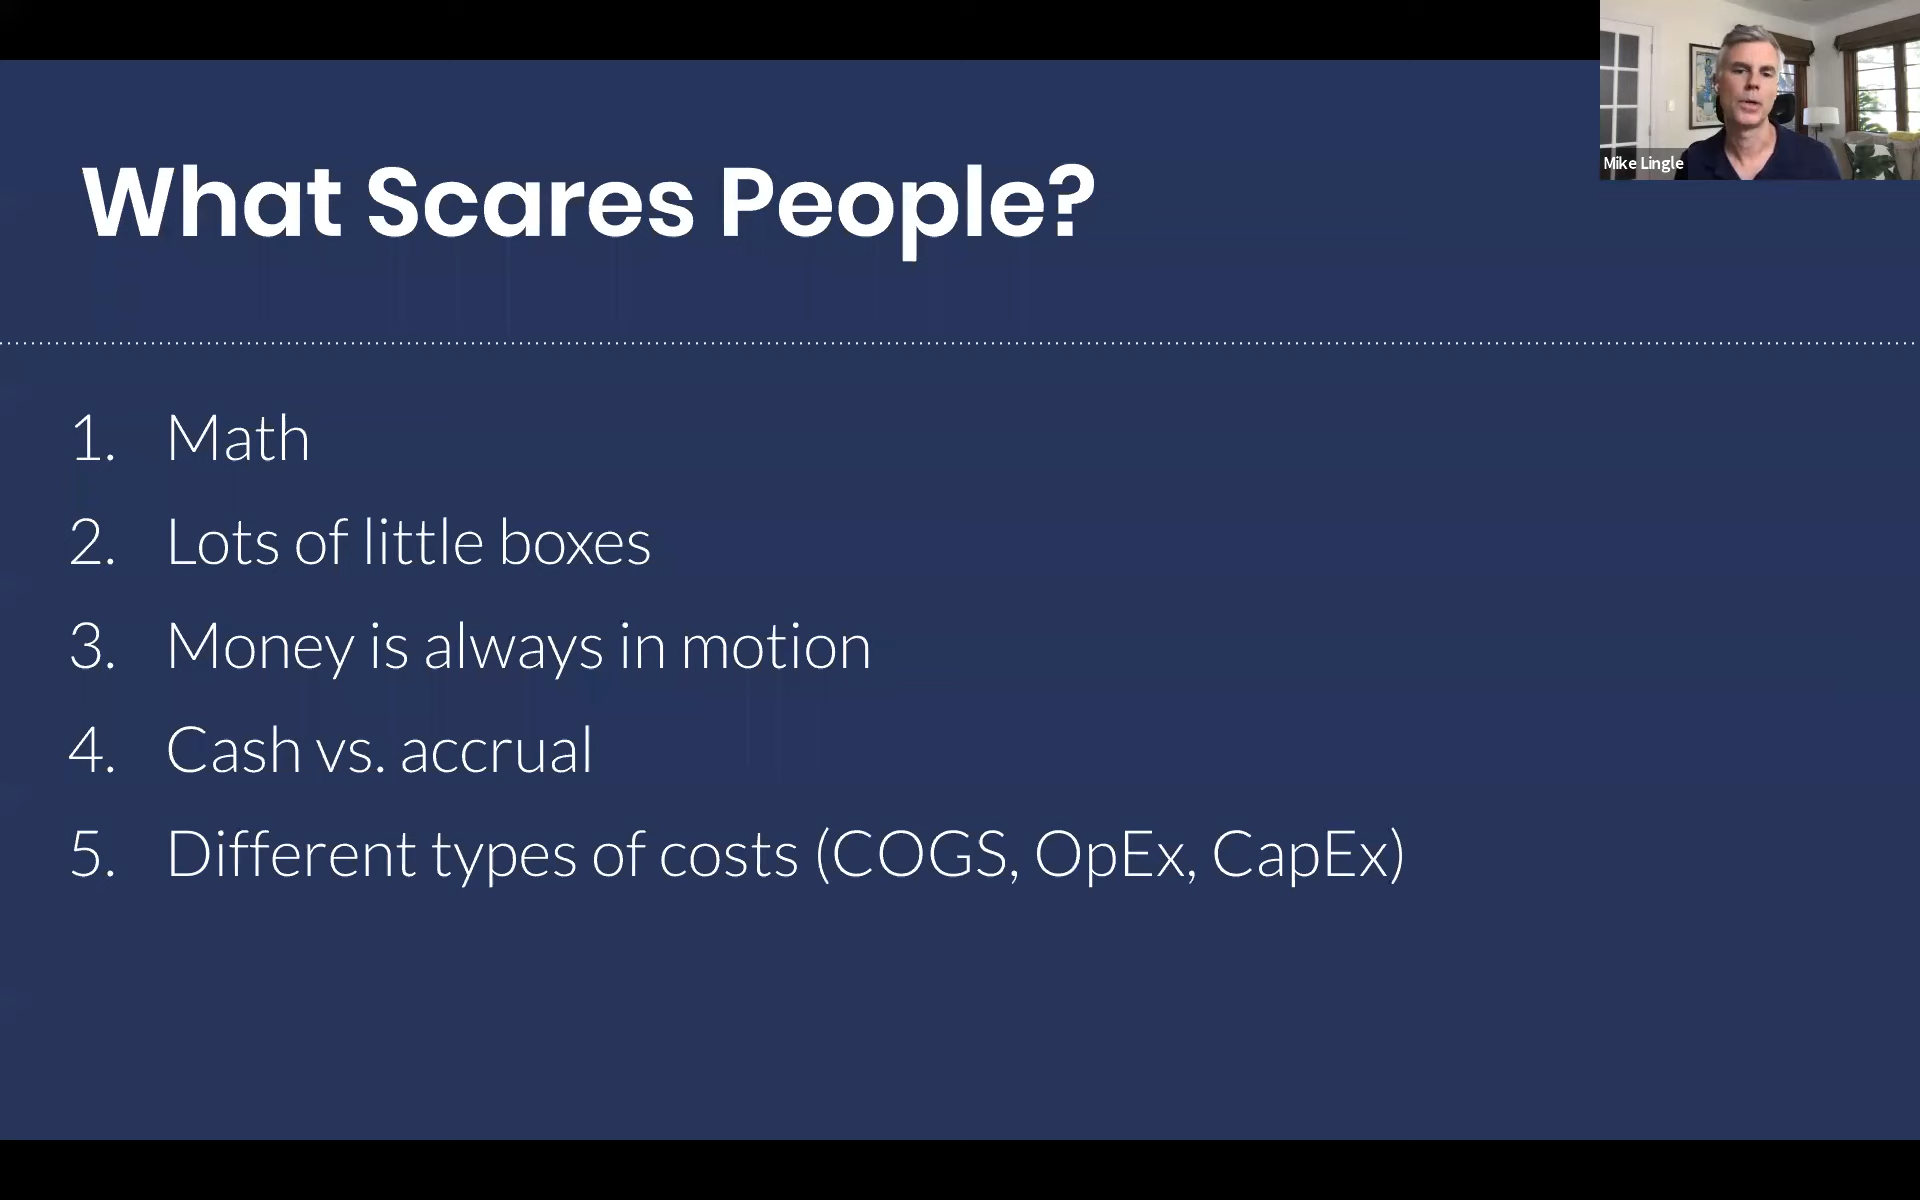 What Scares People?
Mike Lingle
1. Math
2. Lots of little boxes
3. Money is always in motion
4. Cash vs. accrual
5. Different types of costs (COGS, OpEx, CapEx)